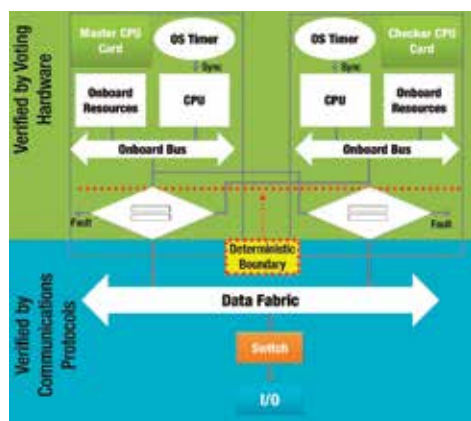 Verified by Voting
Hardware
Master CPU
Card
OS Timer
Sync
Onboard
Resources
CPU
Onboard Bus
Fault
OS Timer
Checker CPU
Card
Sync
CPU
Onboard
Resources
Onboard Bus
Fault
Deterministic
Boundary
Verified by
Communications
Protocols
Data Fabric
Switch
I/O